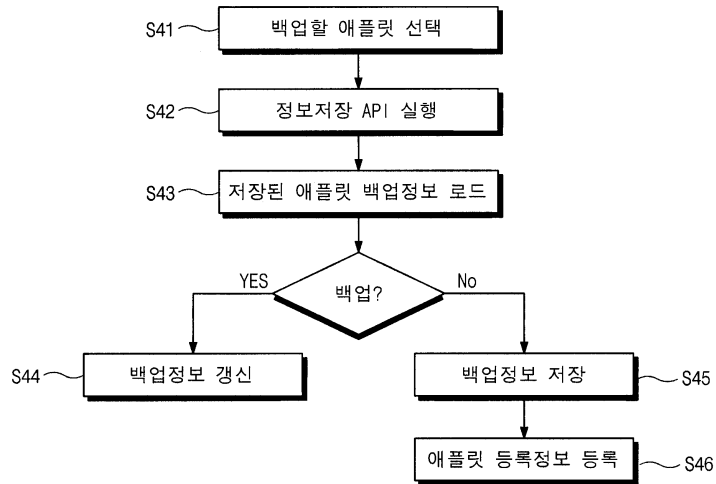 S41 백업할 애플릿 선택
S42 정보저장 API 실행
S43 저장된 애플릿 백업정보 로드
YES 백업? No
S44 백업정보 갱신 백업정보 저장 S45
애플릿 등록정보 등록 S46